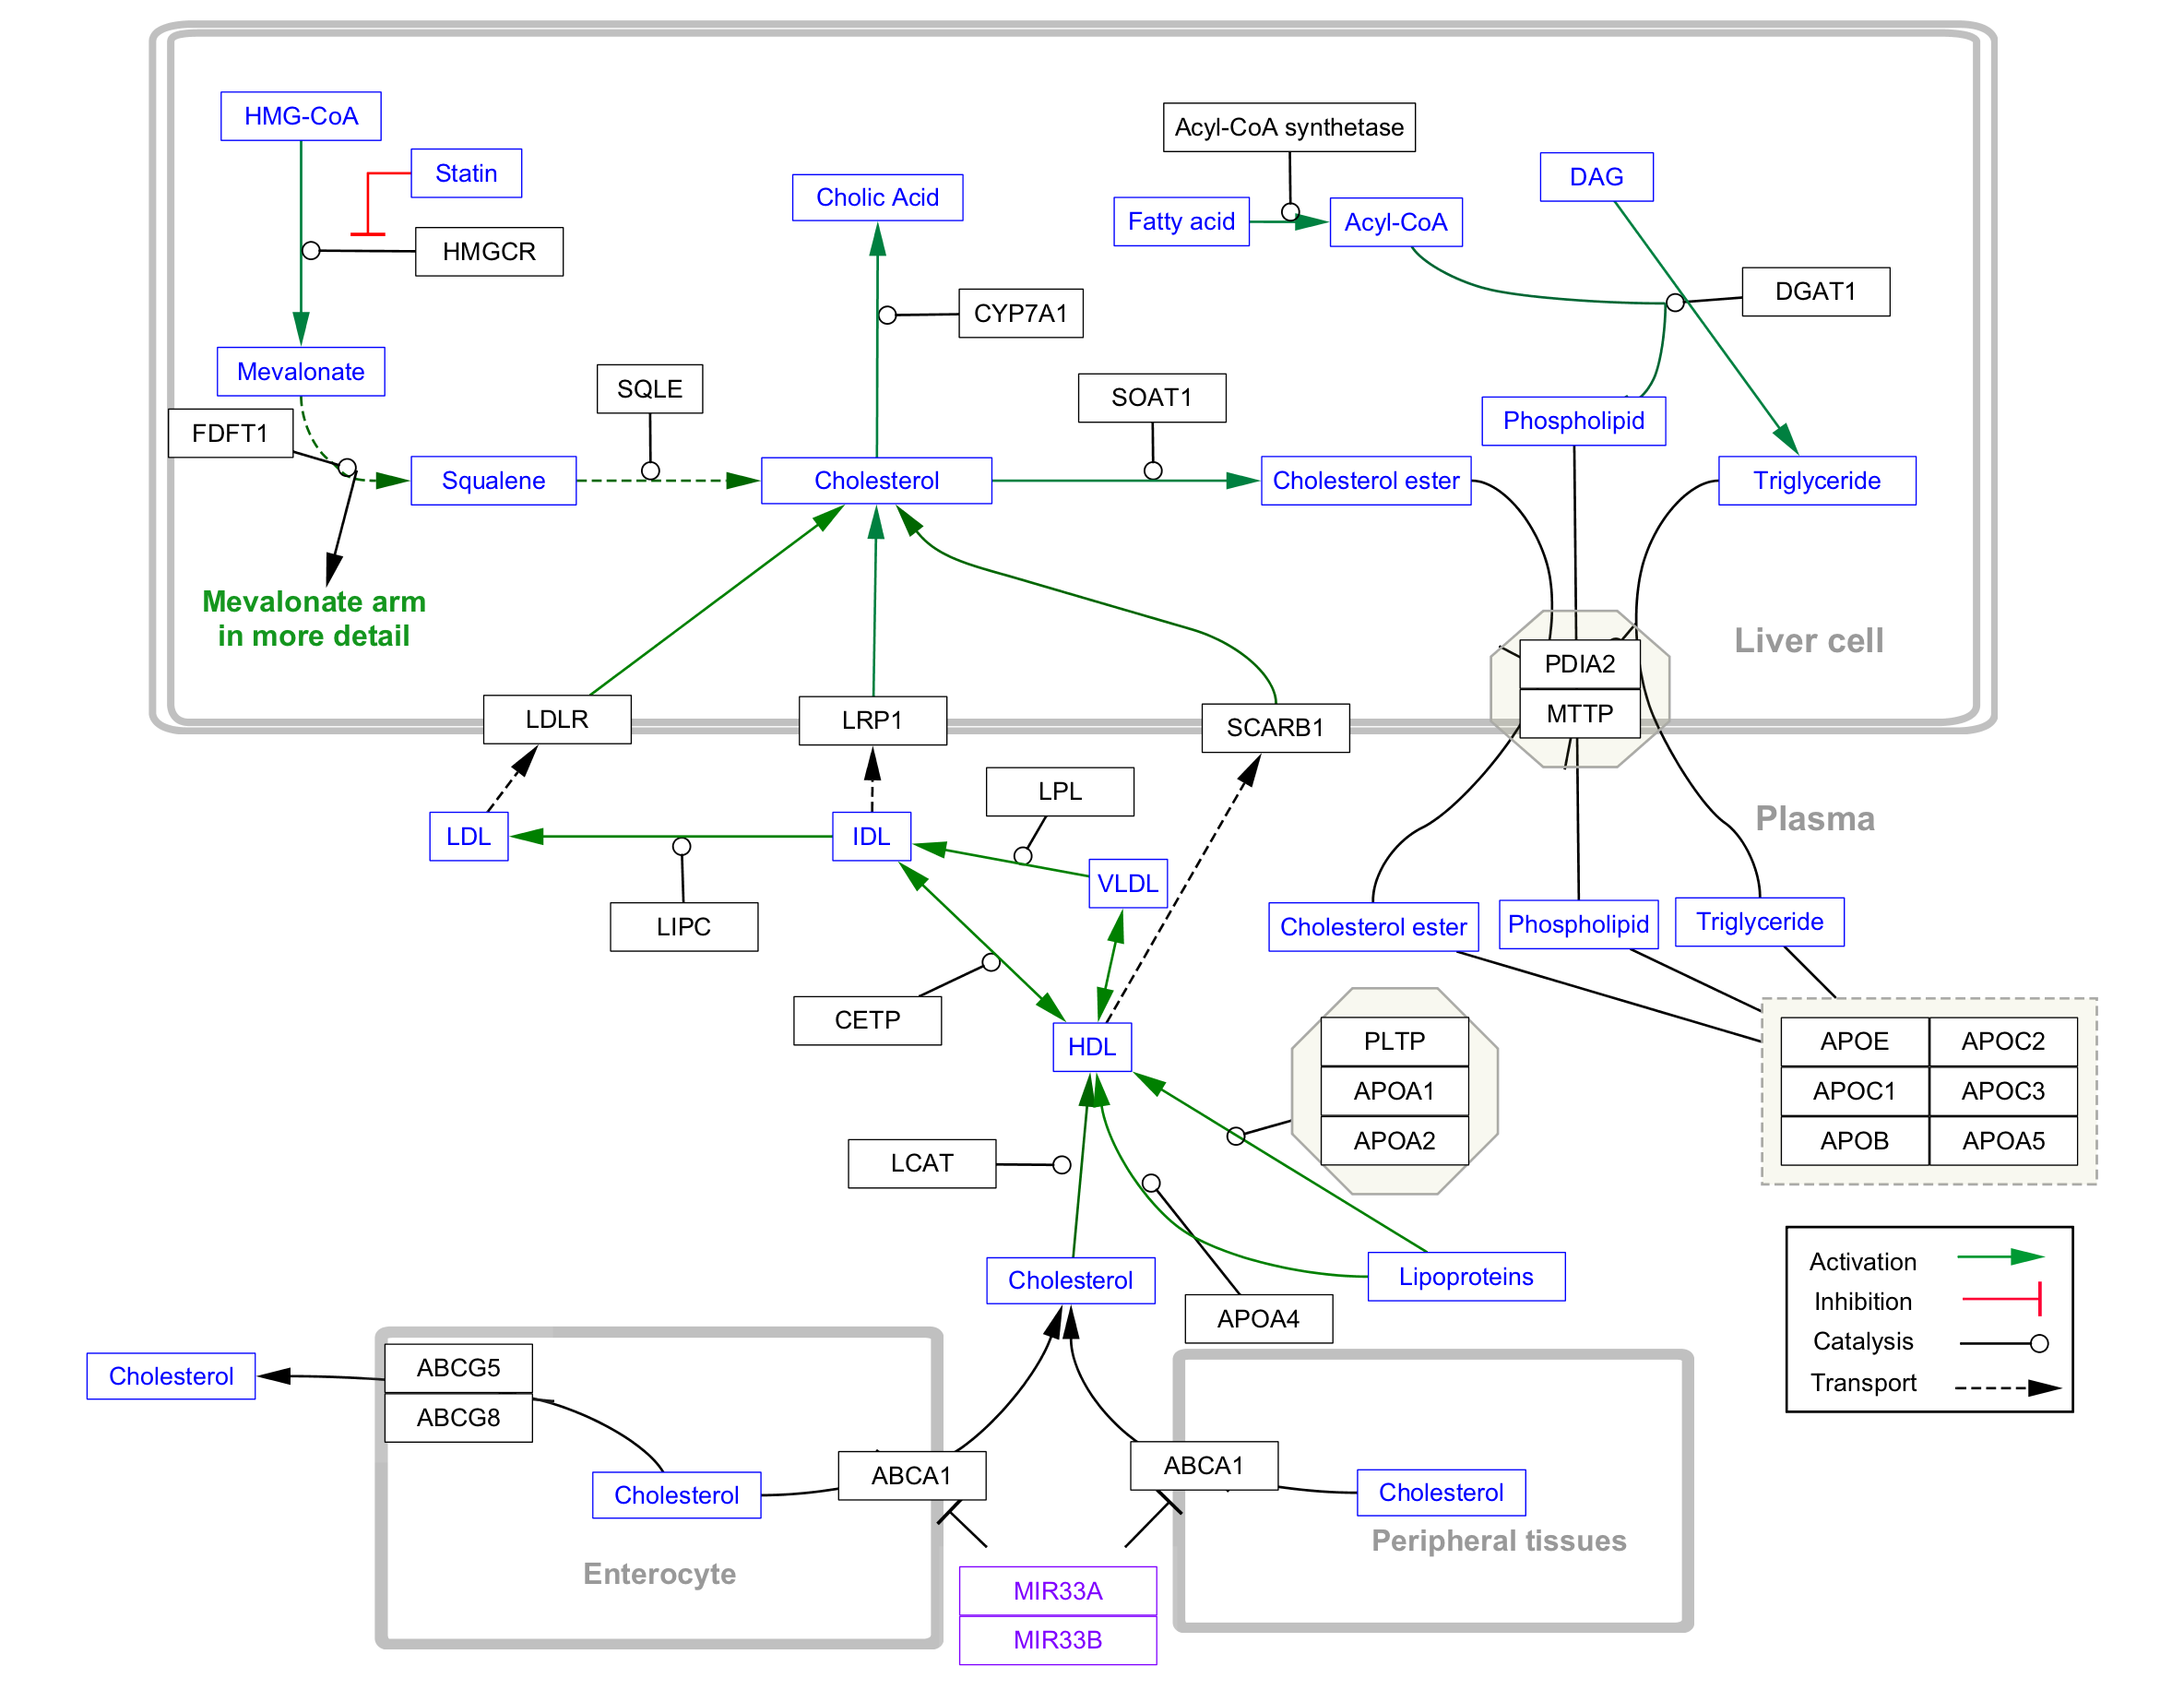 HMG-CoA
Statin
HMGCR
Mevalonate
FDFT1
Squalene
SQLE
Mevalonate arm
in more detail
Cholic Acid
CYP7A1
Cholesterol
SOAT1
Cholesterol ester
Acyl-CoA synthetase
Fatty acid
Acyl-CoA
DAG
DGAT1
Phospholipid
Triglyceride
Liver cell
PDIA2
MTTP
LDLR
LRP1
SCARB1
Plasma
LDL
IDL
LPL
VLDL
LIPC
CETP
HDL
Cholesterol ester
Phospholipid
Triglyceride
PLTP
APOA1
APOA2
APOE
APOC2
APOC1
APOC3
APOB
APOA5
LCAT
Cholesterol
Lipoproteins
APOA4
Activation
Inhibition
Catalysis
Transport
Cholesterol
ABCG5
ABCG8
Cholesterol
ABCA1
Enterocyte
ABCA1
Cholesterol
Peripheral tissues
MIR33A
MIR33B